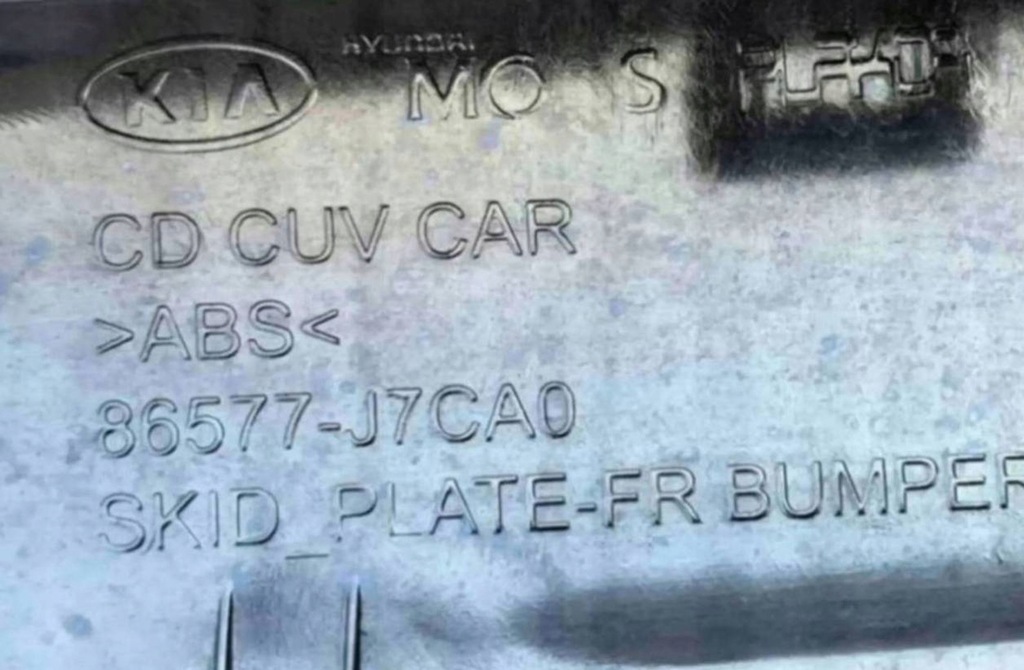 KIA HYUNDAI MO S
CD CUV CAR
>ABS<
86577-J7CA0
SKID_PLATE-FR BUMPER